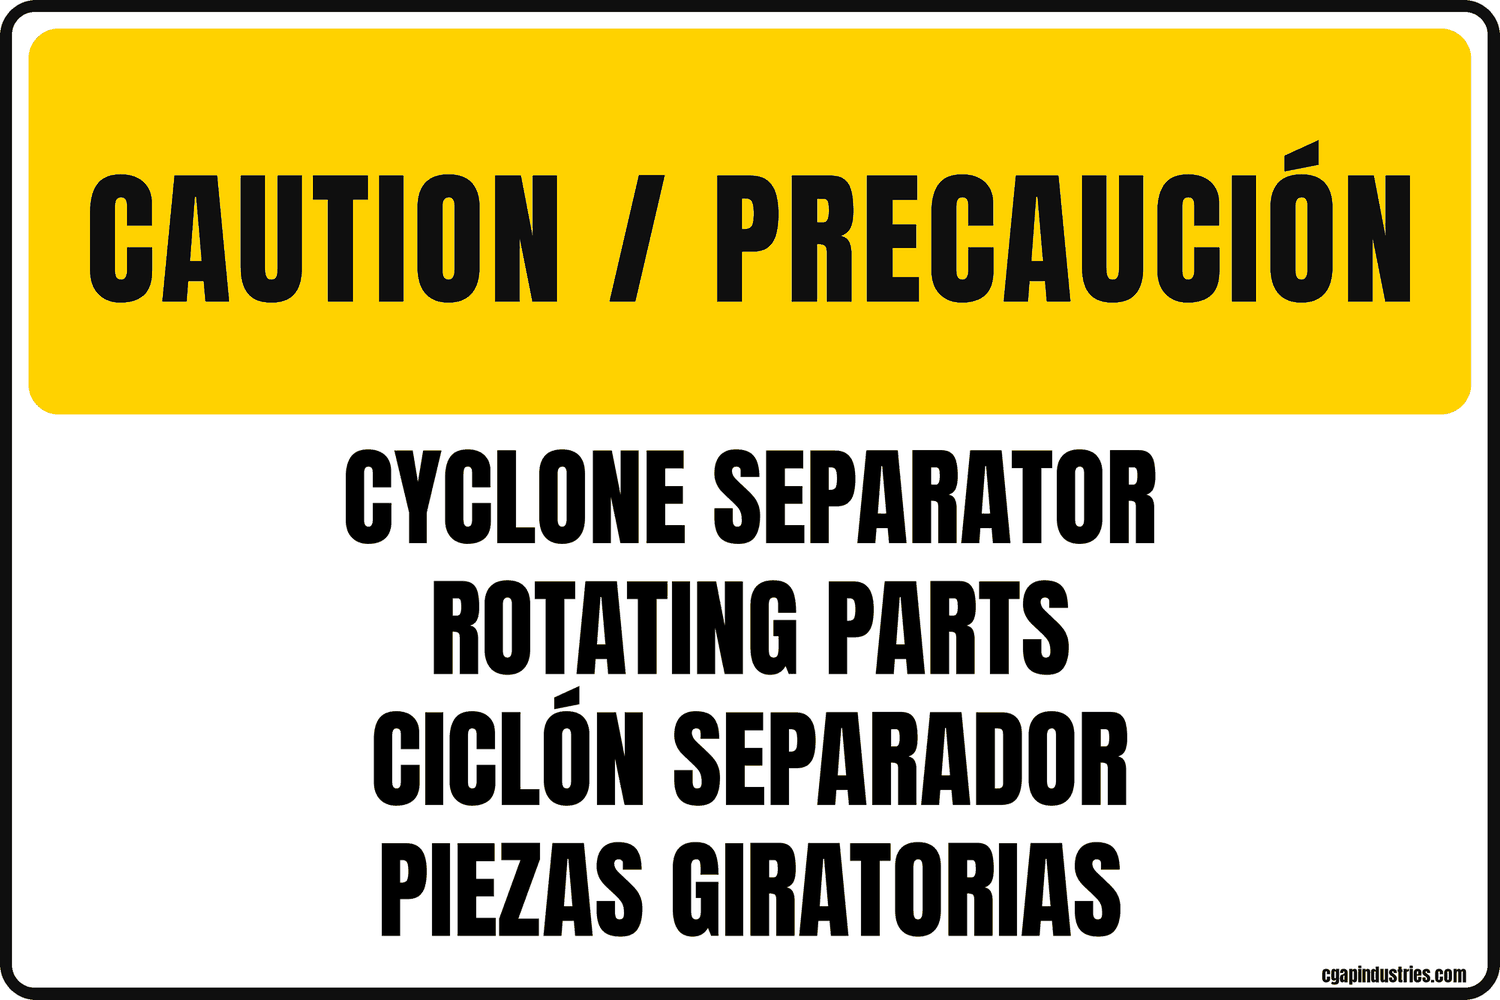 CAUTION / PRECAUCIÓN
CYCLONE SEPARATOR
ROTATING PARTS
CICLÓN SEPARADOR
PIEZAS GIRATORIAS
cgapindustries.com